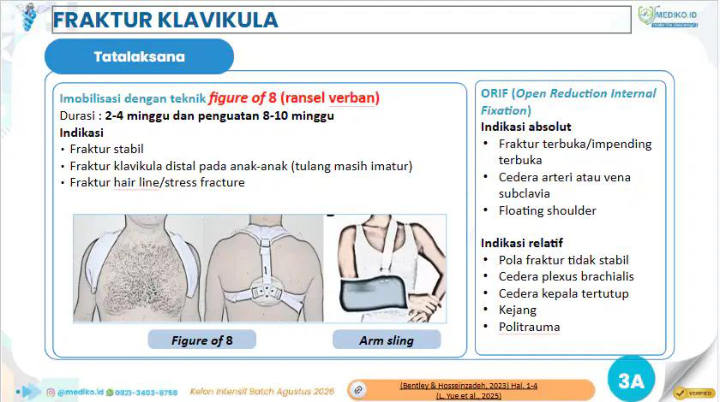 FRAKTUR KLAVIKULA
MEDIKO.ID
Tatalaksana
Imobilisasi dengan teknik figure of 8 (ransel verban)
Durasi : 2-4 minggu dan penguatan 8-10 minggu
Indikasi
• Fraktur stabil
• Fraktur klavikula distal pada anak-anak (tulang masih imatur)
• Fraktur hair line/stress fracture
Figure of 8
Arm sling
ORIF (Open Reduction Internal
Fixation)
Indikasi absolut
• Fraktur terbuka/impending
terbuka
• Cedera arteri atau vena
subclavia
• Floating shoulder
Indikasi relatif
• Pola fraktur tidak stabil
• Cedera plexus brachialis
• Cedera kepala tertutup
• Kejang
• Politrauma
@mediko.id 0821-3403-8758
Kelan Intensif Batch Agustus 2026
(Bentley & Hosseinzadeh, 2023) Hal. 1-4
(L. Yue et al., 2025)
3A
VERIFIED